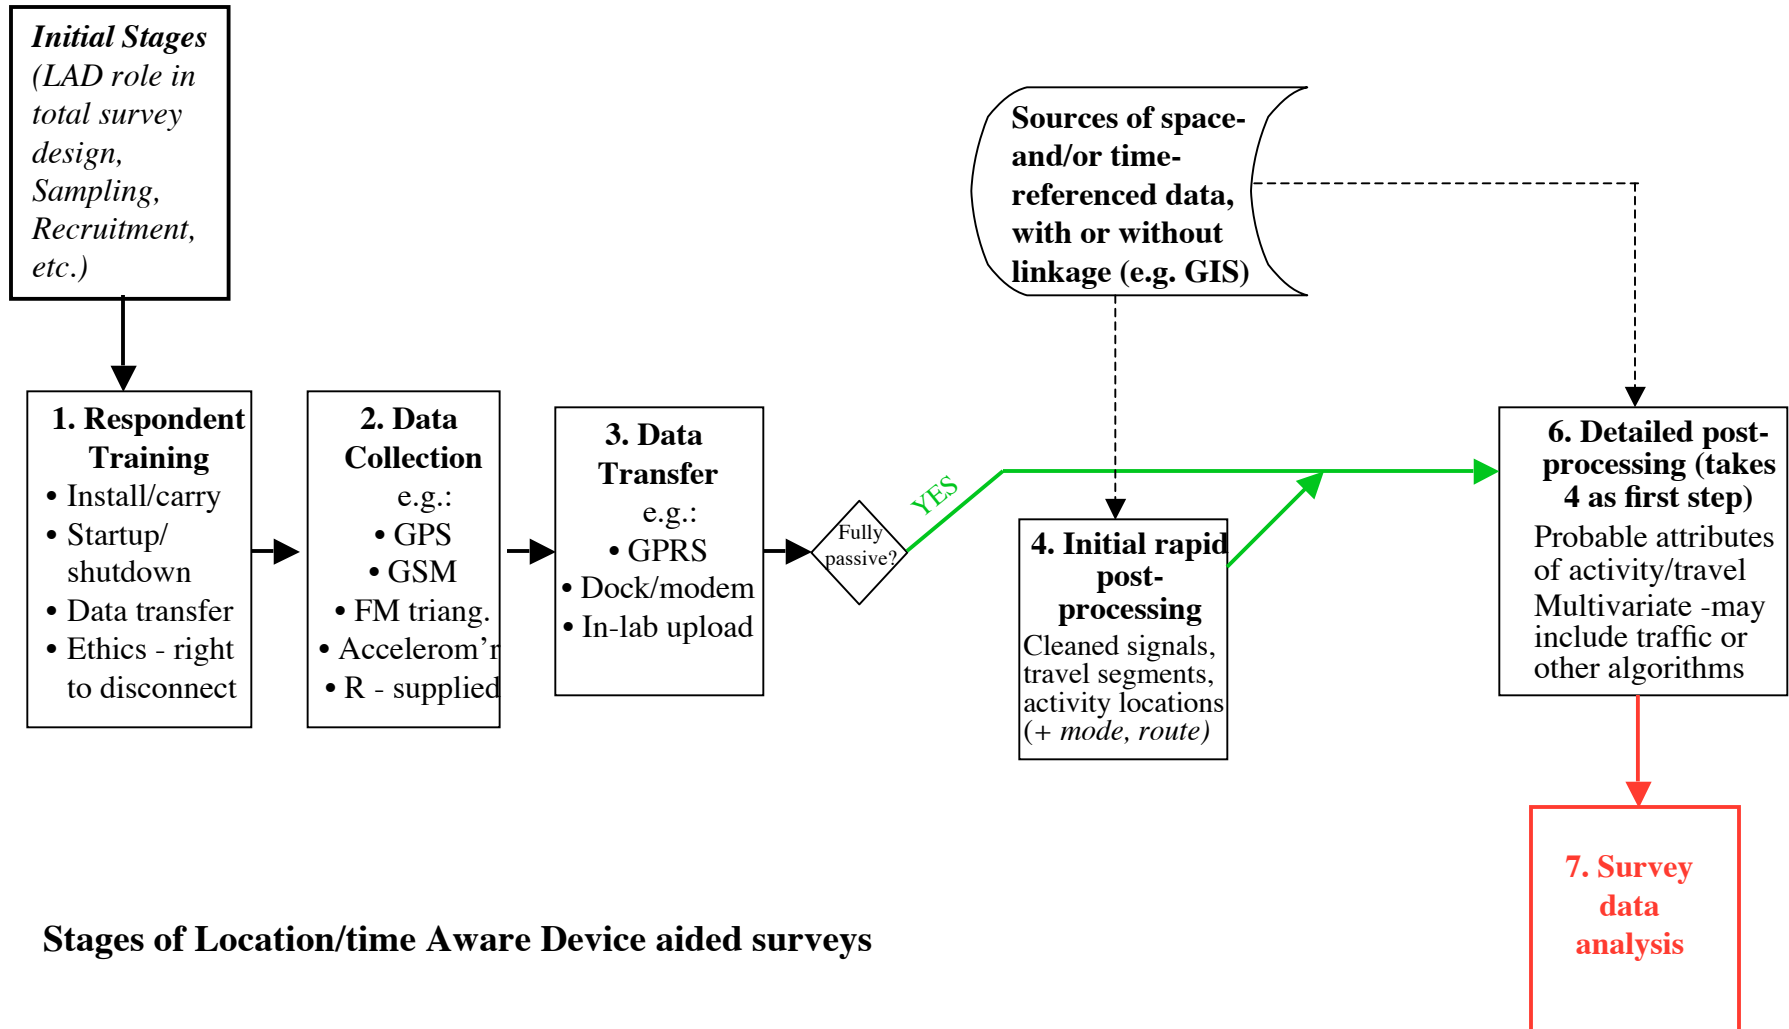 Initial Stages
(LAD role in
total survey
design,
Sampling,
Recruitment,
etc.)
Sources of space-
and/or time-
referenced data,
with or without
linkage (e.g. GIS)
1. Respondent
Training
• Install/carry
• Startup/
shutdown
• Data transfer
• Ethics - right
to disconnect
2. Data
Collection
e.g.:
• GPS
• GSM
• FM triang.
• Accelerom’r
• R - supplied
3. Data
Transfer
e.g.:
• GPRS
• Dock/modem
• In-lab upload
Fully
passive?
YES
4. Initial rapid
post-
processing
Cleaned signals,
travel segments,
activity locations
(+ mode, route)
6. Detailed post-
processing (takes
4 as first step)
Probable attributes
of activity/travel
Multivariate -may
include traffic or
other algorithms
7. Survey
data
analysis
Stages of Location/time Aware Device aided surveys